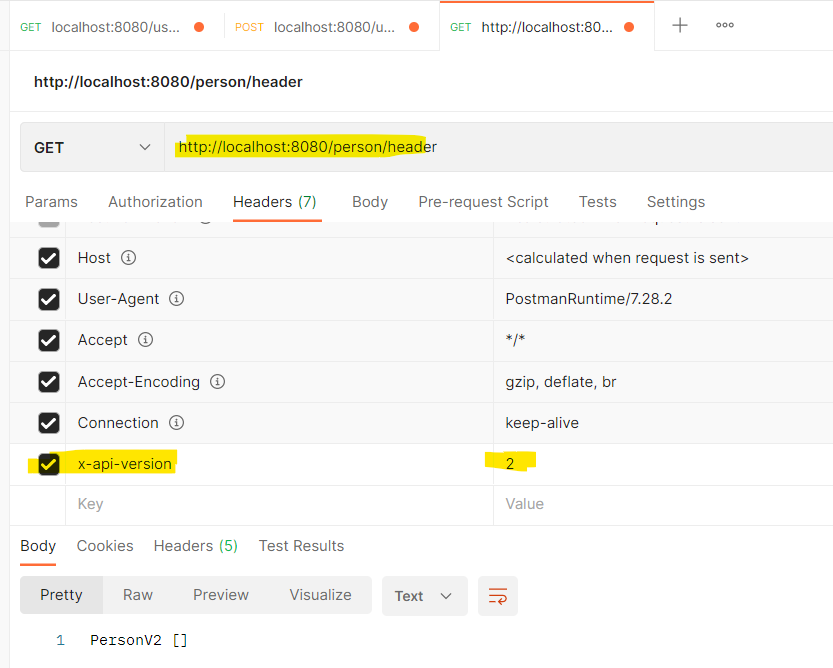 GET localhost:8080/us... POST localhost:8080/u... GET http://localhost:80...
http://localhost:8080/person/header
GET http://localhost:8080/person/header
Params Authorization Headers (7) Body Pre-request Script Tests Settings
Host <calculated when request is sent>
User-Agent PostmanRuntime/7.28.2
Accept */*
Accept-Encoding gzip, deflate, br
Connection keep-alive
x-api-version 2
Key Value
Body Cookies Headers (5) Test Results
Pretty Raw Preview Visualize Text
1 PersonV2 []